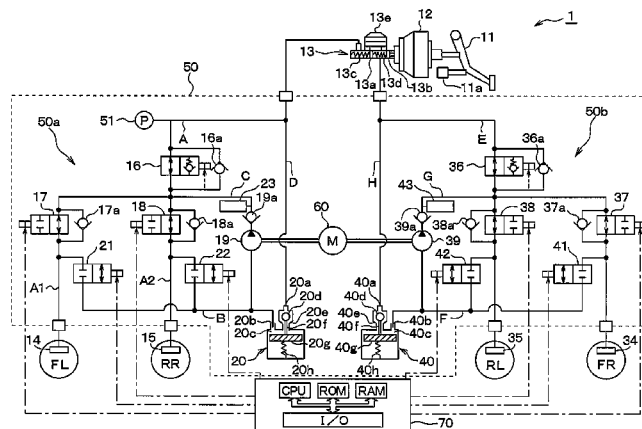 1
13e
12
11
13
13c
13a
13d
13b
11a
50
50a
51
P
A
E
50b
16a
16
36
36a
C
D
H
G
23
43
17
17a
18
18a
19a
19
60
M
39a
39
38a
38
37a
37
21
22
42
41
A1
A2
B
F
20a
20d
20e
20f
20b
20c
20g
20
20h
40a
40d
40e
40f
40b
40c
40g
40
40h
14
FL
15
RR
35
RL
34
FR
CPU
ROM
RAM
I/O
70